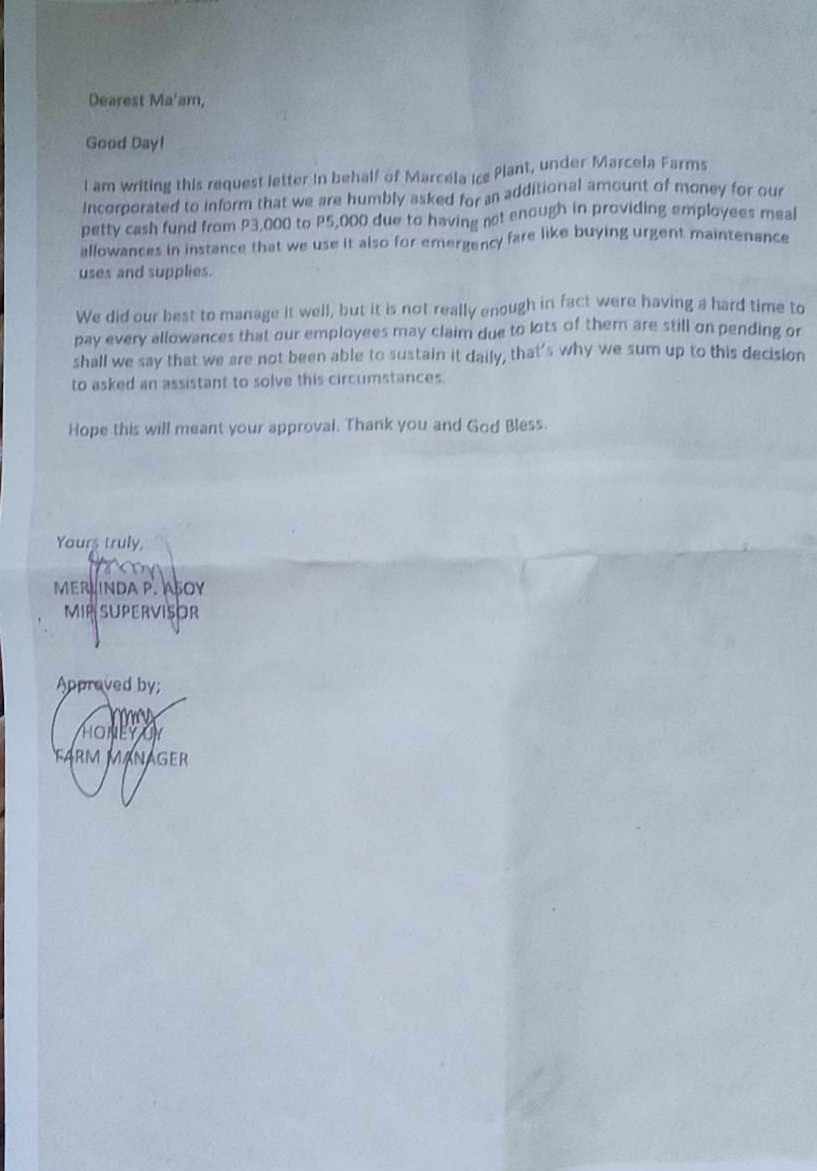 Dearest Ma'am,
Good Day!
I am writing this request letter in behalf of Marcela Ice Plant, under Marcela Farms
Incorporated to inform that we are humbly asked for an additional amount of money for our
petty cash fund from P3,000 to P5,000 due to having not enough in providing employees meal
allowances in instance that we use it also for emergency fare like buying urgent maintenance
uses and supplies.
We did our best to manage it well, but it is not really enough in fact were having a hard time to
pay every allowances that our employees may claim due to lots of them are still on pending or
shall we say that we are not been able to sustain it daily, that's why we sum up to this decision
to asked an assistant to solve this circumstances.
Hope this will meant your approval. Thank you and God Bless.
Yours truly,
MERLINDA P. ASOY
MIP SUPERVISOR
Approved by;
HONEY UY
FARM MANAGER